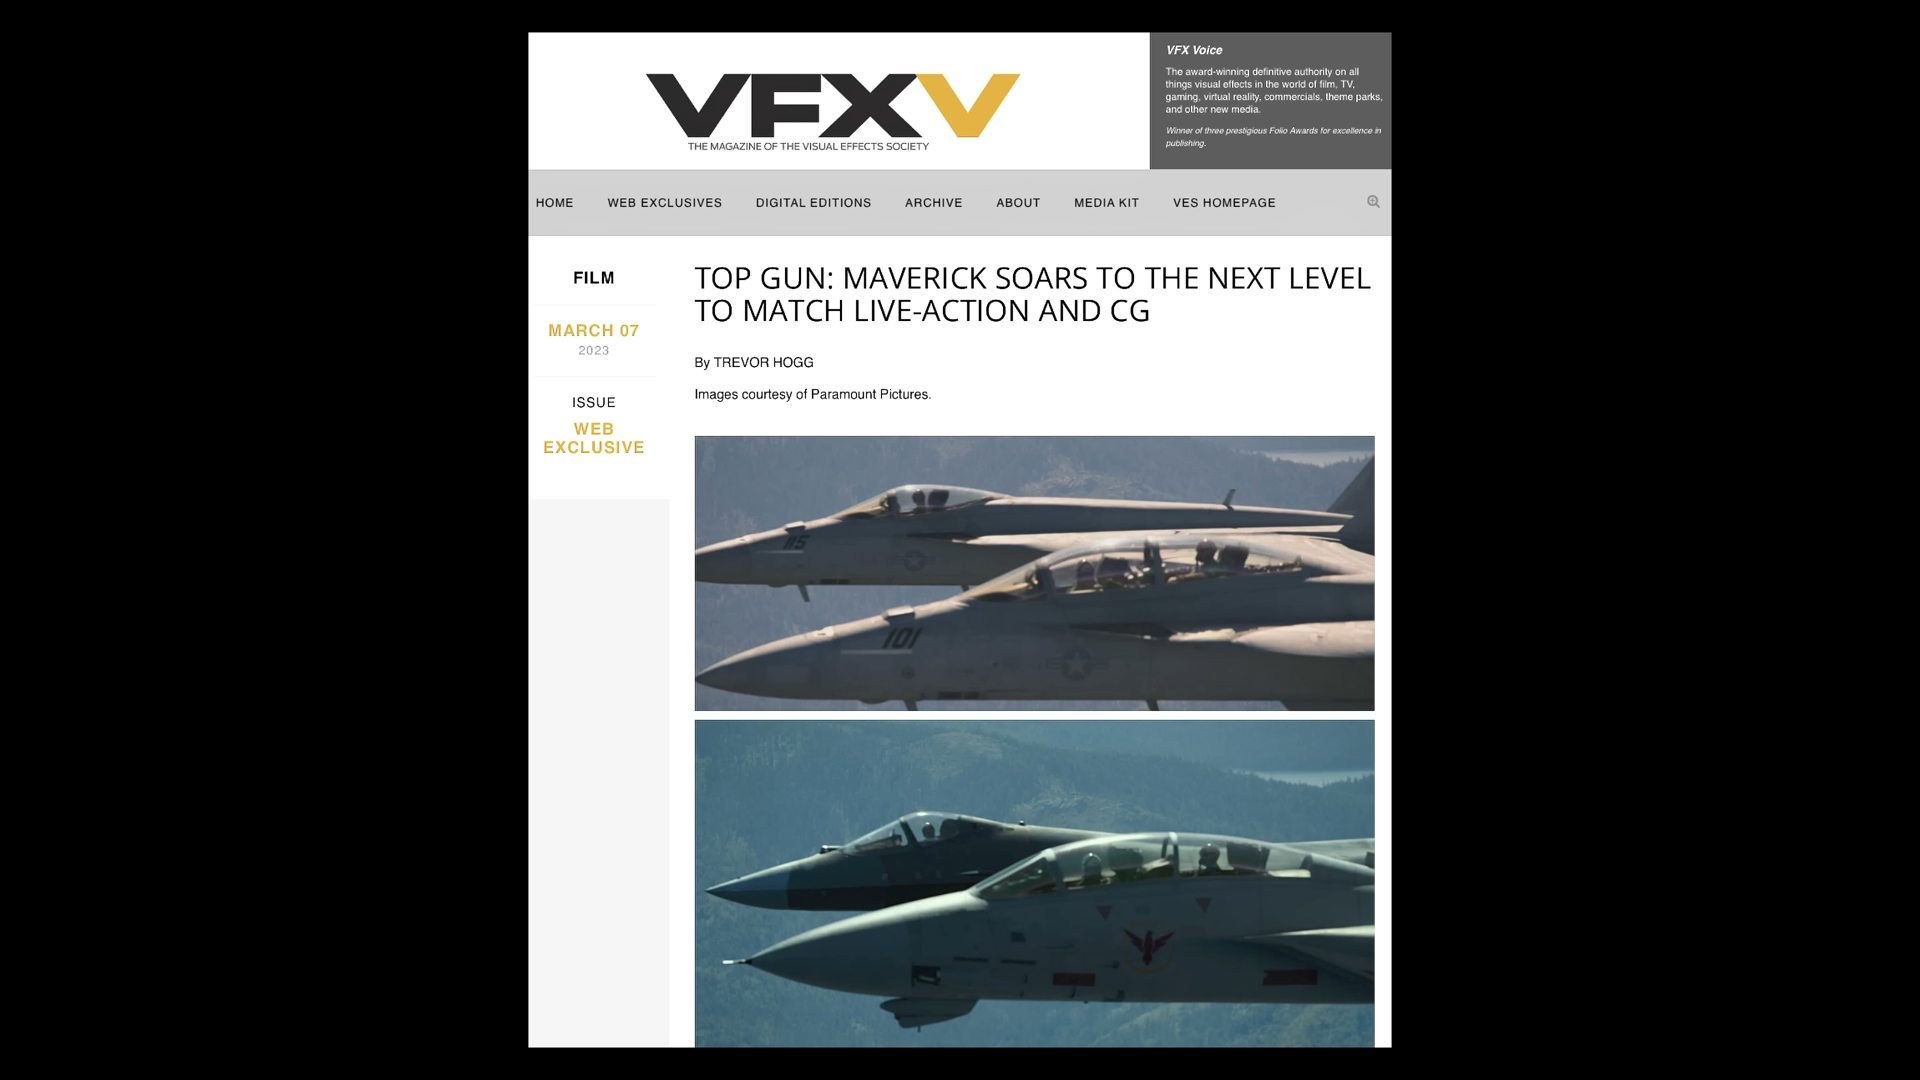 VFXV
THE MAGAZINE OF THE VISUAL EFFECTS SOCIETY
VFX Voice
The award-winning definitive authority on all
things visual effects in the world of film, TV,
gaming, virtual reality, commercials, theme parks,
and other new media.
Winner of three prestigious Folio Awards for excellence in
publishing.
HOME WEB EXCLUSIVES DIGITAL EDITIONS ARCHIVE ABOUT MEDIA KIT VES HOMEPAGE
FILM
MARCH 07
2023
ISSUE
WEB
EXCLUSIVE
TOP GUN: MAVERICK SOARS TO THE NEXT LEVEL
TO MATCH LIVE-ACTION AND CG
By TREVOR HOGG
Images courtesy of Paramount Pictures.
115
101